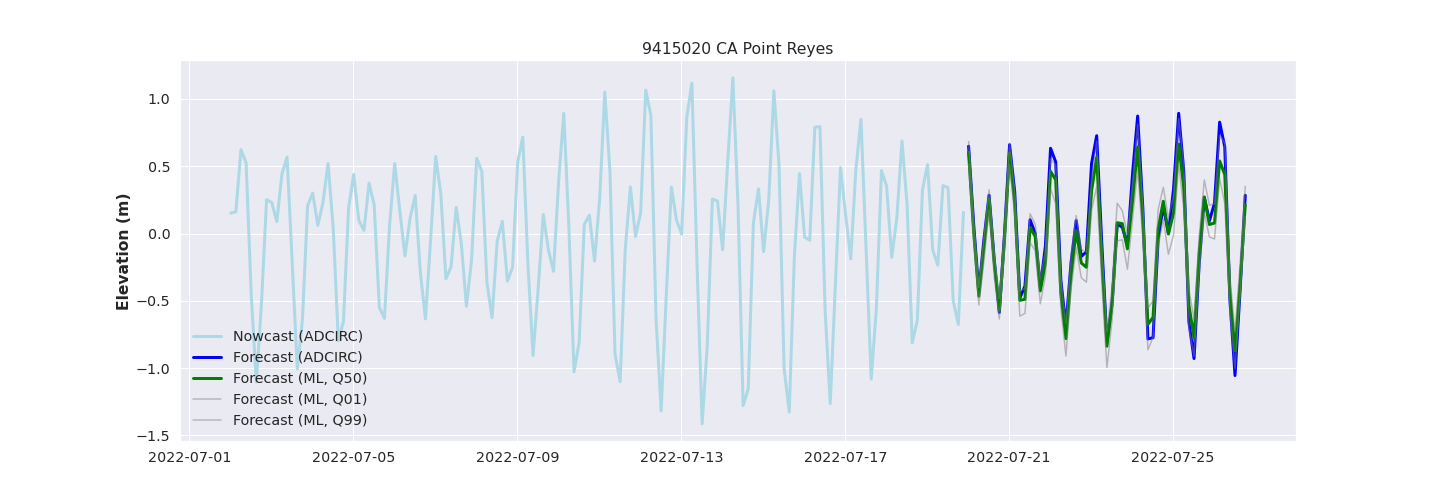 9415020 CA Point Reyes
Elevation (m)
1.0
0.5
0.0
−0.5
−1.0
−1.5
Nowcast (ADCIRC)
Forecast (ADCIRC)
Forecast (ML, Q50)
Forecast (ML, Q01)
Forecast (ML, Q99)
2022-07-01 2022-07-05 2022-07-09 2022-07-13 2022-07-17 2022-07-21 2022-07-25